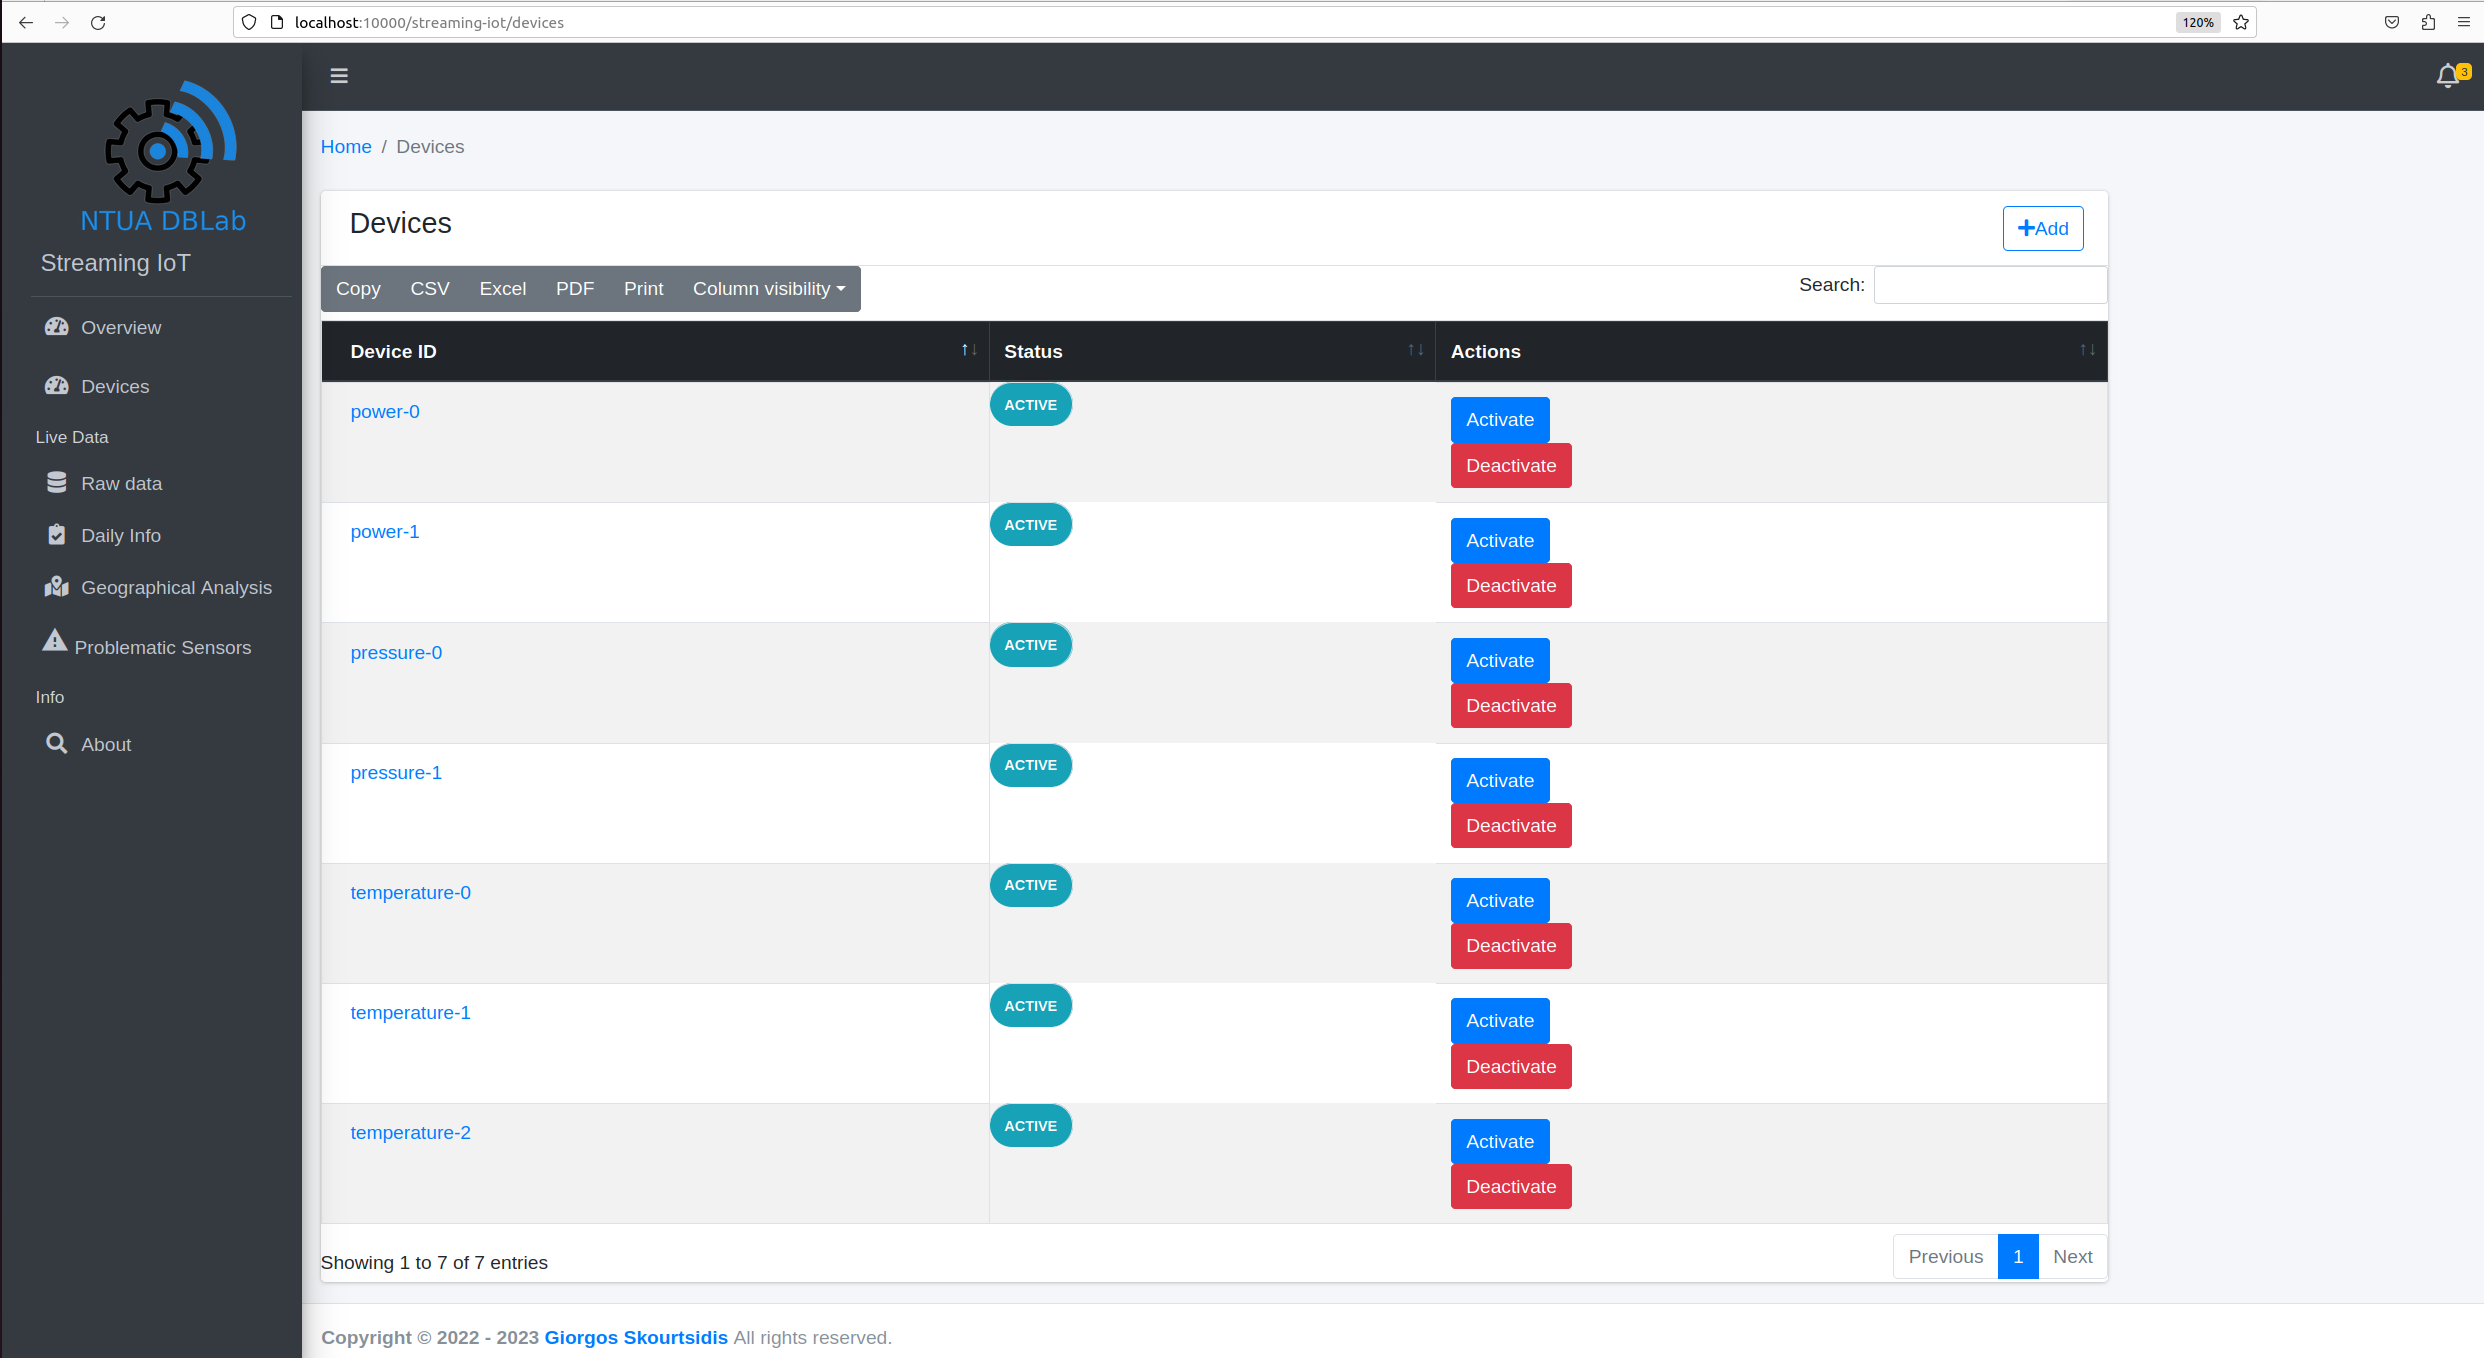 localhost:10000/streaming-iot/devices
120%
3
NTUA DBLab
Streaming IoT
Overview
Devices
Live Data
Raw data
Daily Info
Geographical Analysis
Problematic Sensors
Info
About
Home / Devices
Devices
Add
Copy CSV Excel PDF Print Column visibility
Search:
Device ID Status Actions
power-0 ACTIVE Activate
Deactivate
power-1 ACTIVE Activate
Deactivate
pressure-0 ACTIVE Activate
Deactivate
pressure-1 ACTIVE Activate
Deactivate
temperature-0 ACTIVE Activate
Deactivate
temperature-1 ACTIVE Activate
Deactivate
temperature-2 ACTIVE Activate
Deactivate
Showing 1 to 7 of 7 entries
Previous 1 Next
Copyright © 2022 - 2023 Giorgos Skourtsidis All rights reserved.